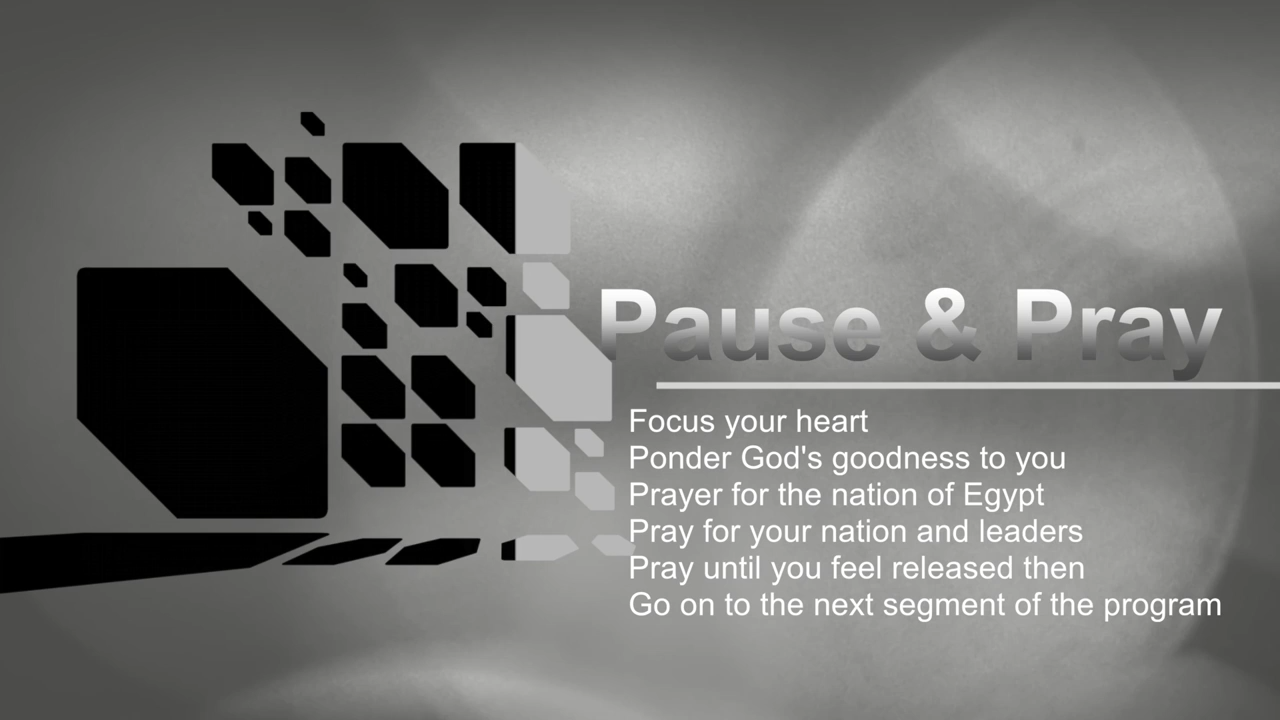 Pause & Pray
Focus your heart
Ponder God's goodness to you
Prayer for the nation of Egypt
Pray for your nation and leaders
Pray until you feel released then
Go on to the next segment of the program